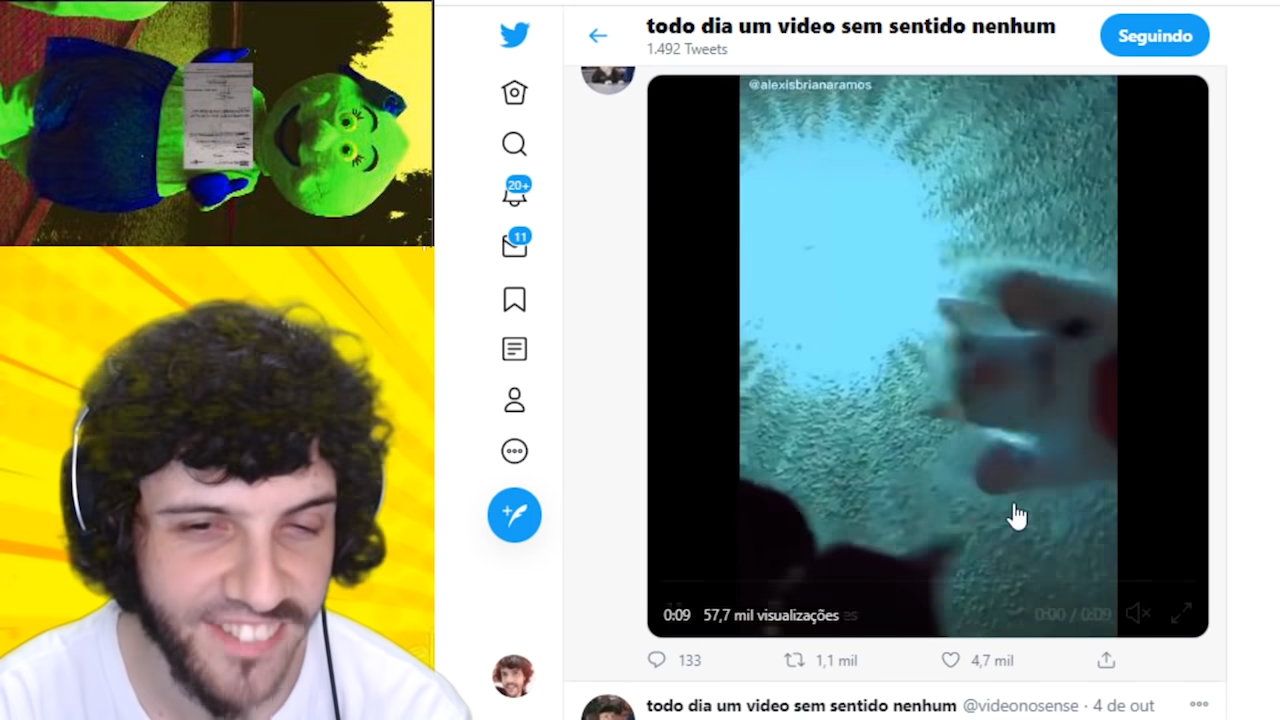 todo dia um video sem sentido nenhum
1.492 Tweets
Seguindo
@alexisbrianaramos
20+
11
0:09 57,7 mil visualizações
0:00 / 0:09
133
1,1 mil
4,7 mil
todo dia um video sem sentido nenhum @videonosense · 4 de out